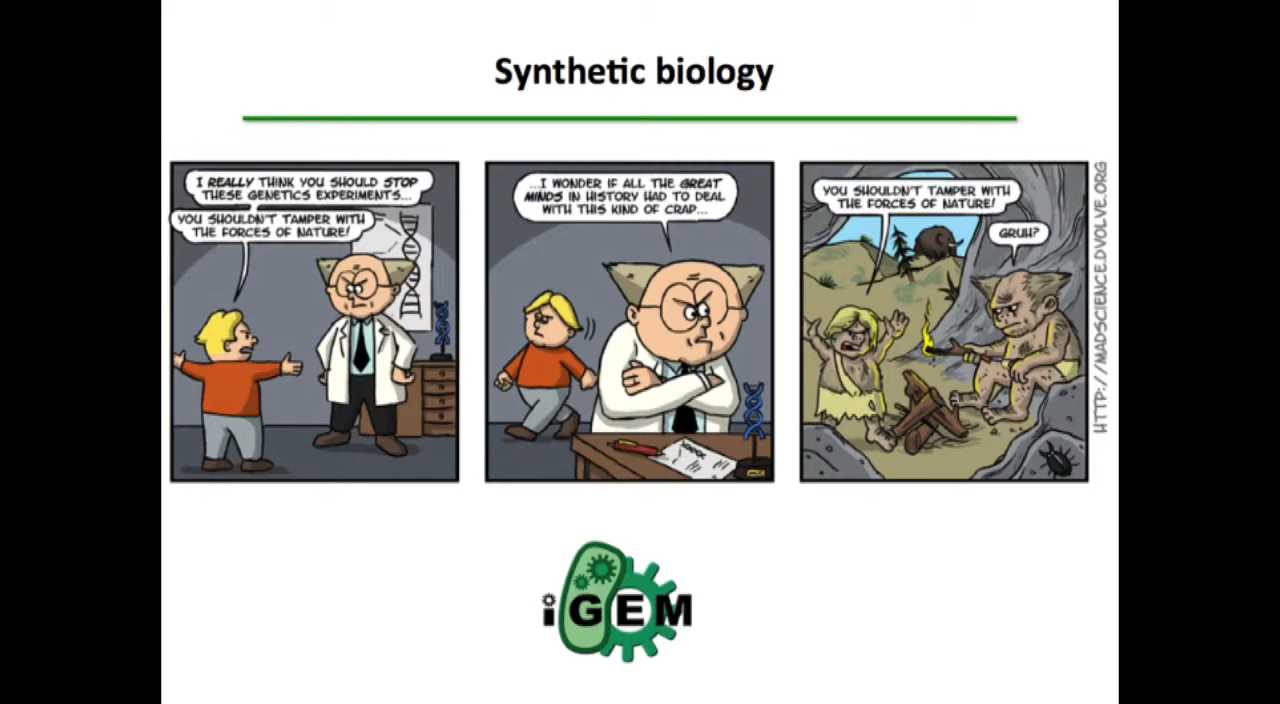 Synthetic biology
I REALLY THINK YOU SHOULD STOP
THESE GENETICS EXPERIMENTS...
YOU SHOULDN'T TAMPER WITH
THE FORCES OF NATURE!
...I WONDER IF ALL THE GREAT
MINDS IN HISTORY HAD TO DEAL
WITH THIS KIND OF CRAP...
YOU SHOULDN'T TAMPER WITH
THE FORCES OF NATURE!
GRUH?
HTTP://MADSCIENCE.DVOLVE.ORG
iGEM